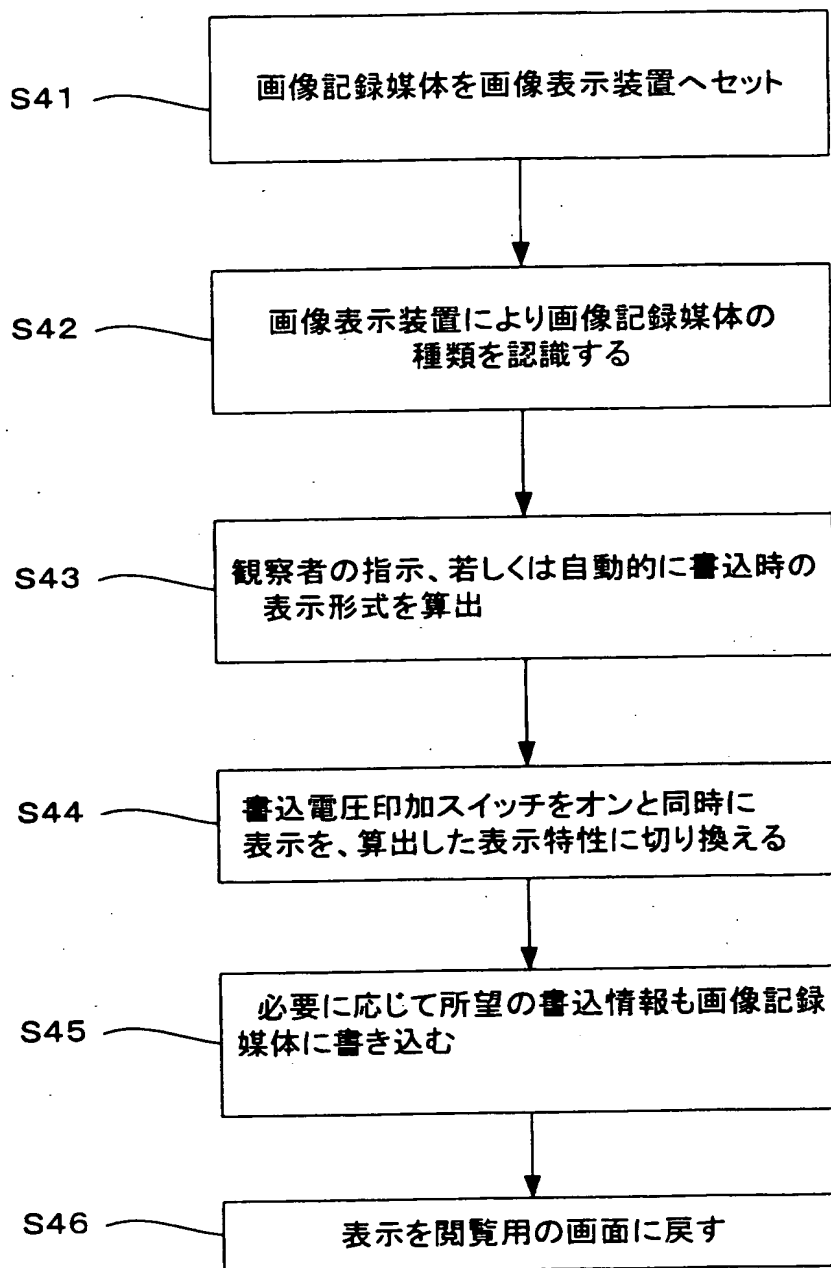 S41
画像記録媒体を画像表示装置へセット
S42
画像表示装置により画像記録媒体の
種類を認識する
S43
観察者の指示、若しくは自動的に書込時の
表示形式を算出
S44
書込電圧印加スイッチをオンと同時に
表示を、算出した表示特性に切り換える
S45
必要に応じて所望の書込情報も画像記録
媒体に書き込む
S46
表示を閲覧用の画面に戻す